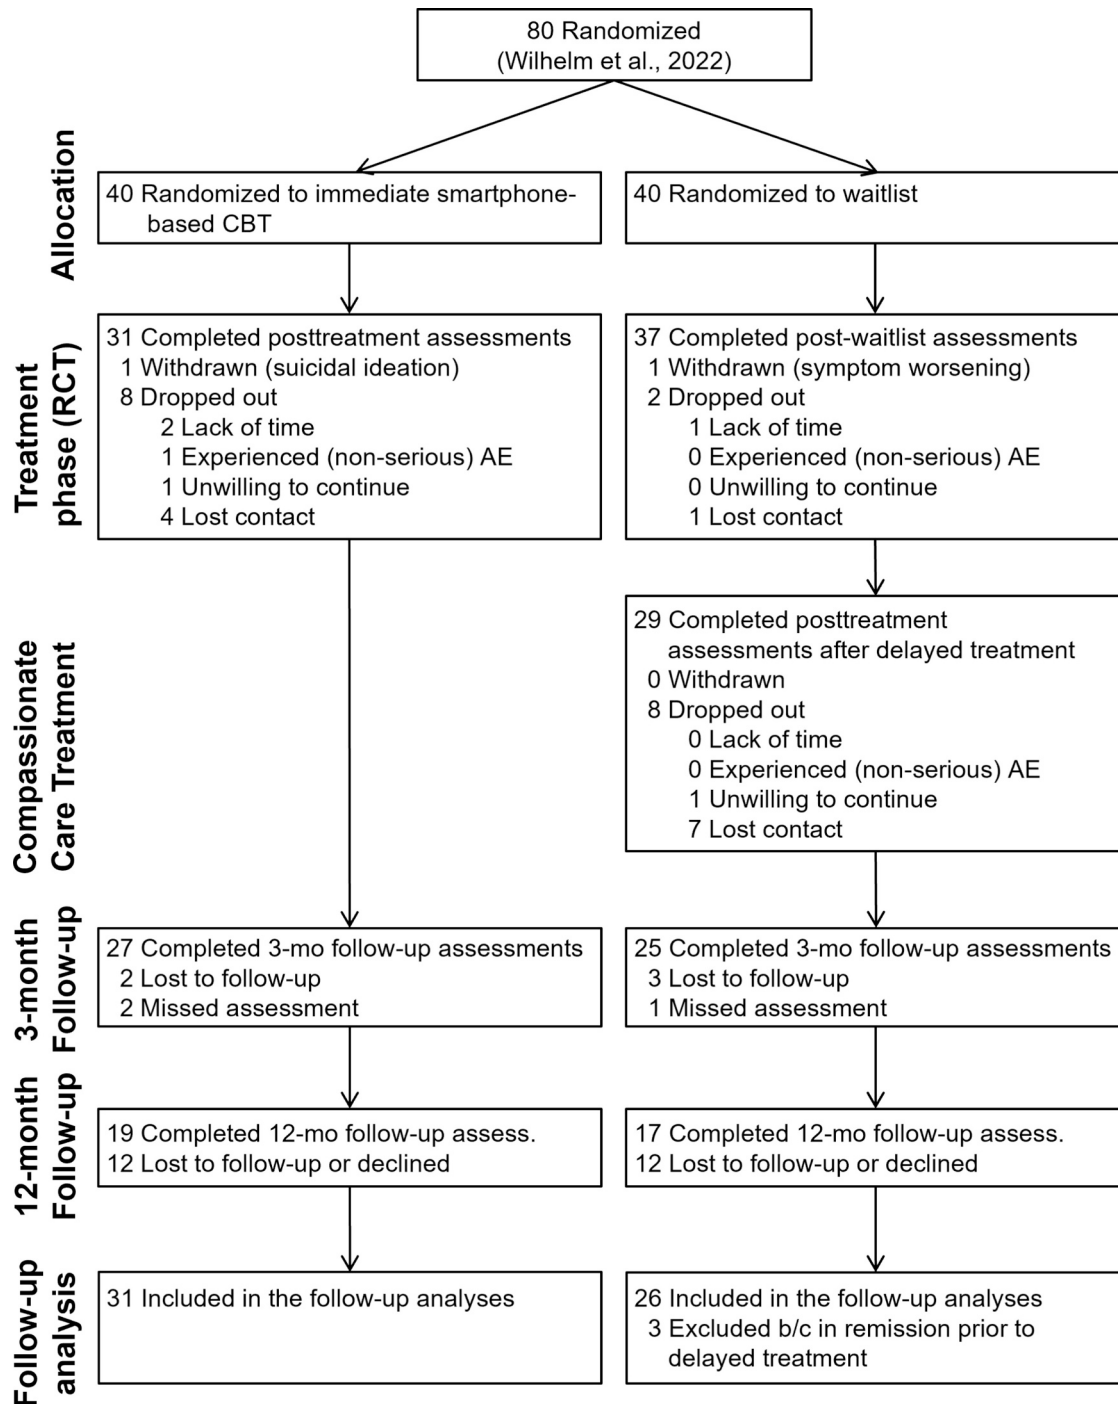 80 Randomized
(Wilhelm et al., 2022)
Allocation
40 Randomized to immediate smartphone-
based CBT
40 Randomized to waitlist
Treatment
phase (RCT)
31 Completed posttreatment assessments
1 Withdrawn (suicidal ideation)
8 Dropped out
2 Lack of time
1 Experienced (non-serious) AE
1 Unwilling to continue
4 Lost contact
37 Completed post-waitlist assessments
1 Withdrawn (symptom worsening)
2 Dropped out
1 Lack of time
0 Experienced (non-serious) AE
0 Unwilling to continue
1 Lost contact
Compassionate
Care Treatment
29 Completed posttreatment
assessments after delayed treatment
0 Withdrawn
8 Dropped out
0 Lack of time
0 Experienced (non-serious) AE
1 Unwilling to continue
7 Lost contact
3-month
Follow-up
27 Completed 3-mo follow-up assessments
2 Lost to follow-up
2 Missed assessment
25 Completed 3-mo follow-up assessments
3 Lost to follow-up
1 Missed assessment
12-month
Follow-up
19 Completed 12-mo follow-up assess.
12 Lost to follow-up or declined
17 Completed 12-mo follow-up assess.
12 Lost to follow-up or declined
Follow-up
analysis
31 Included in the follow-up analyses
26 Included in the follow-up analyses
3 Excluded b/c in remission prior to
delayed treatment